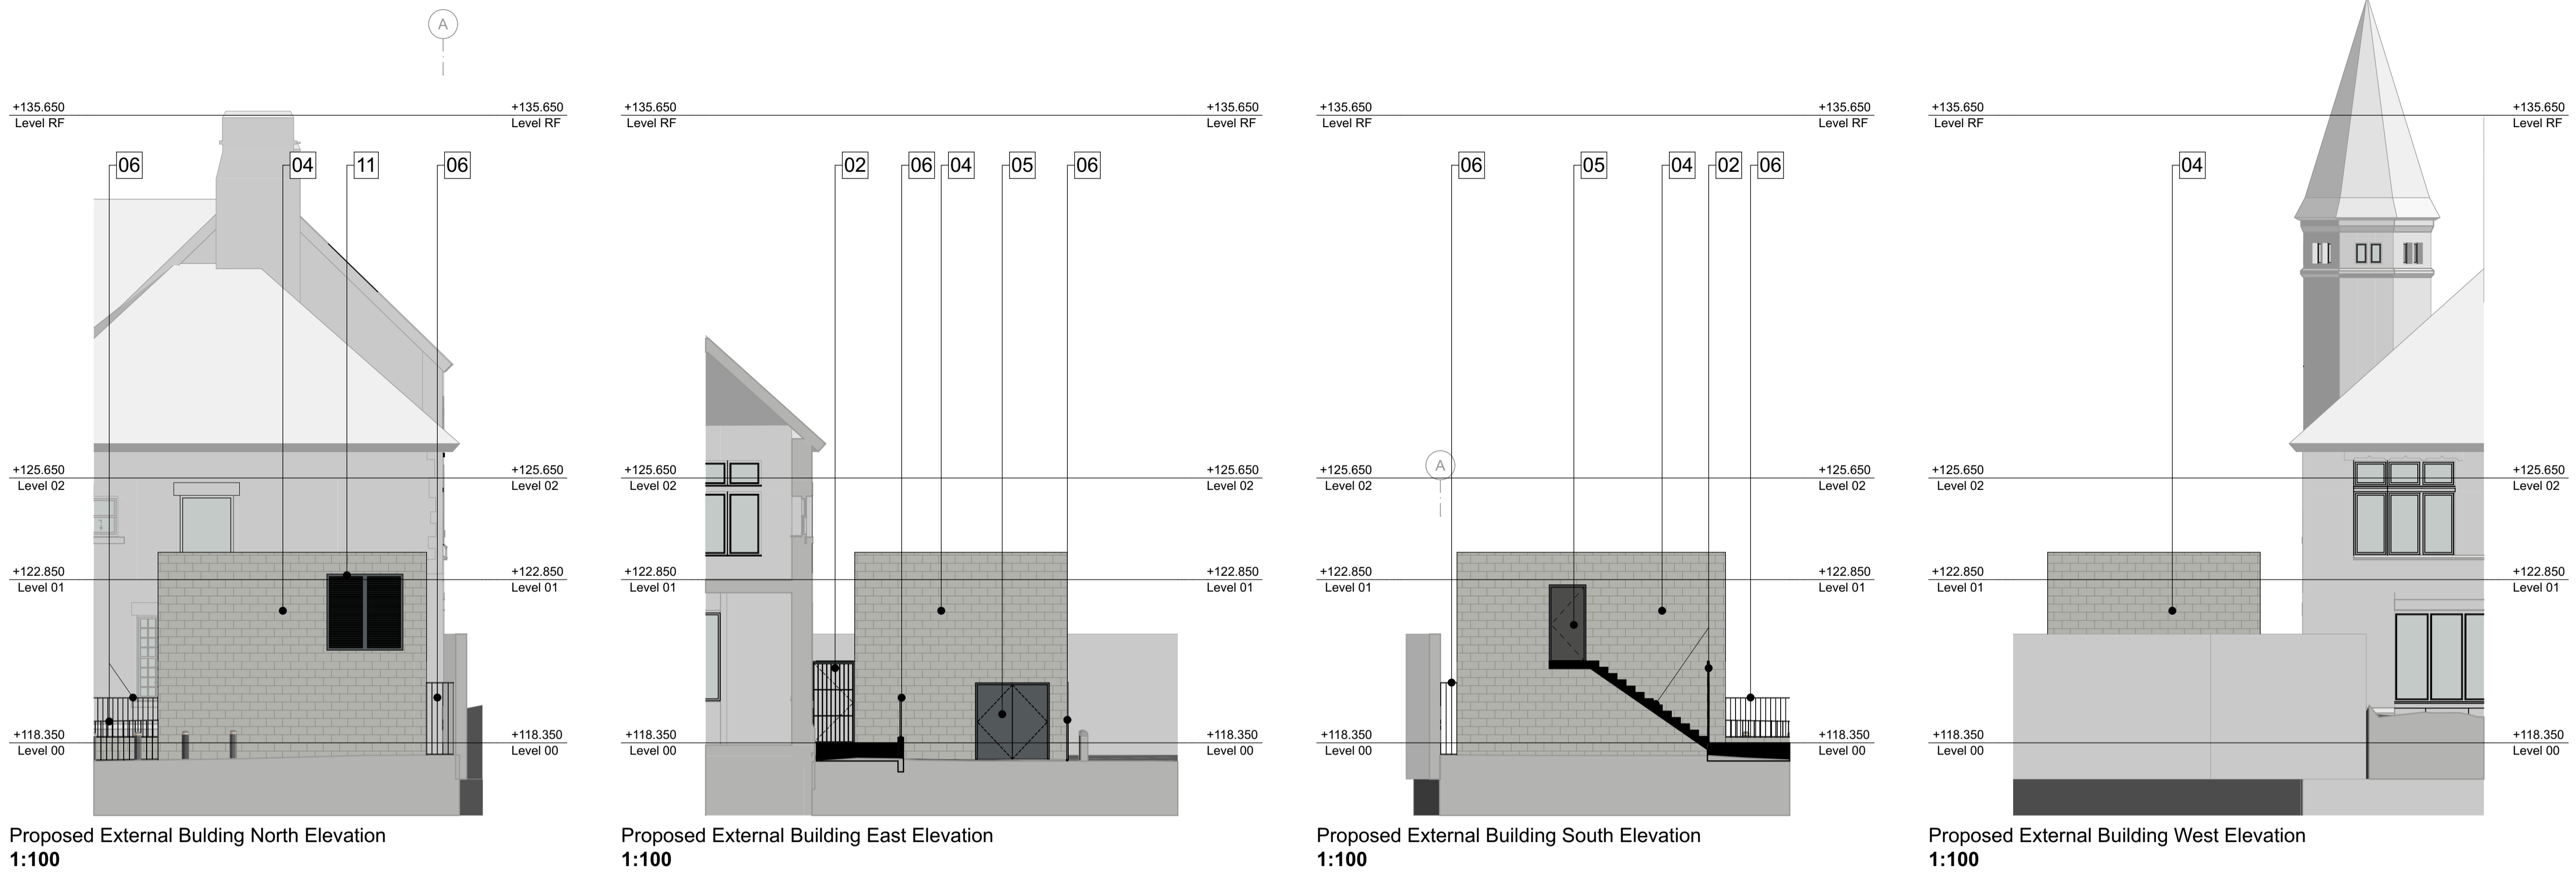 A
+135.650
Level RF
+135.650
Level RF
06
04
11
06
+125.650
Level 02
+125.650
Level 02
+122.850
Level 01
+122.850
Level 01
+118.350
Level 00
+118.350
Level 00
Proposed External Bulding North Elevation
1:100
+135.650
Level RF
+135.650
Level RF
02
06
04
05
06
+125.650
Level 02
+125.650
Level 02
+122.850
Level 01
+122.850
Level 01
+118.350
Level 00
+118.350
Level 00
Proposed External Building East Elevation
1:100
+135.650
Level RF
+135.650
Level RF
06
05
04
02
06
A
+125.650
Level 02
+125.650
Level 02
+122.850
Level 01
+122.850
Level 01
+118.350
Level 00
+118.350
Level 00
Proposed External Building South Elevation
1:100
+135.650
Level RF
+135.650
Level RF
04
+125.650
Level 02
+125.650
Level 02
+122.850
Level 01
+122.850
Level 01
+118.350
Level 00
+118.350
Level 00
Proposed External Building West Elevation
1:100